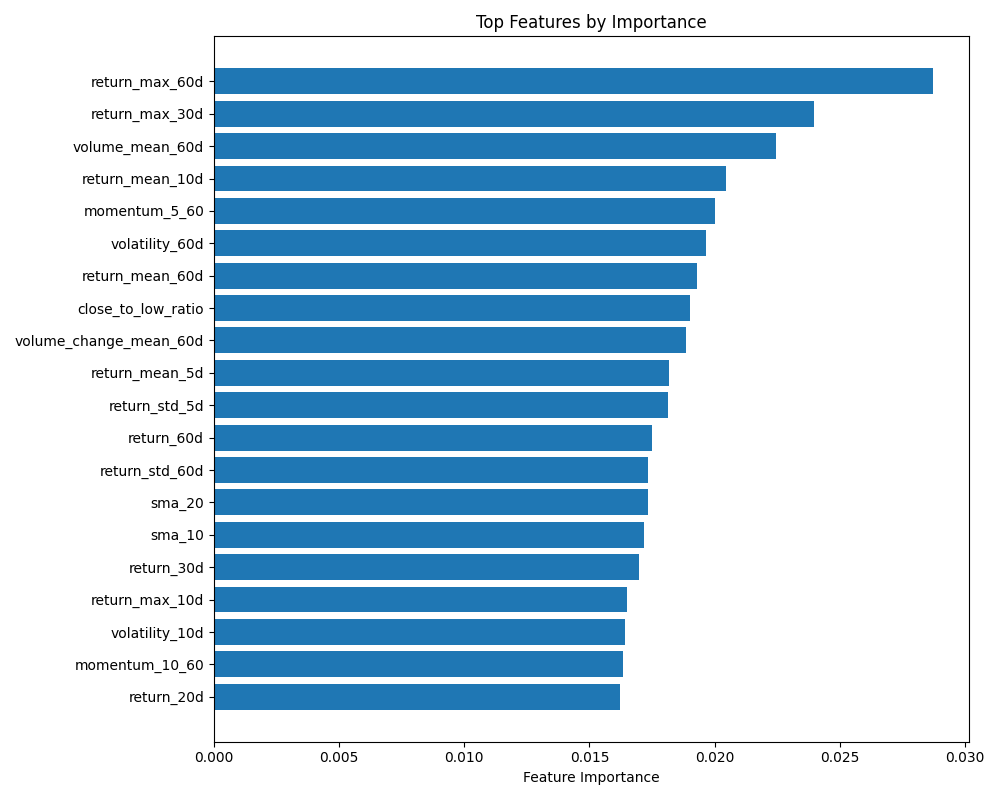 Top Features by Importance
return_max_60d
return_max_30d
volume_mean_60d
return_mean_10d
momentum_5_60
volatility_60d
return_mean_60d
close_to_low_ratio
volume_change_mean_60d
return_mean_5d
return_std_5d
return_60d
return_std_60d
sma_20
sma_10
return_30d
return_max_10d
volatility_10d
momentum_10_60
return_20d
0.000 0.005 0.010 0.015 0.020 0.025 0.030
Feature Importance